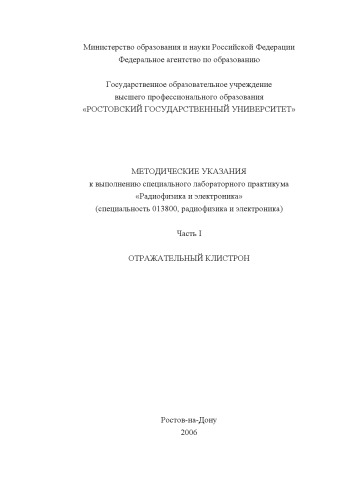 Министерство образования и науки Российской Федерации
Федеральное агентство по образованию
Государственное образовательное учреждение
высшего профессионального образования
«РОСТОВСКИЙ ГОСУДАРСТВЕННЫЙ УНИВЕРСИТЕТ»
МЕТОДИЧЕСКИЕ УКАЗАНИЯ
к выполнению специального лабораторного практикума
«Радиофизика и электроника»
(специальность 013800, радиофизика и электроника)
Часть I
ОТРАЖАТЕЛЬНЫЙ КЛИСТРОН
Ростов-на-Дону
2006